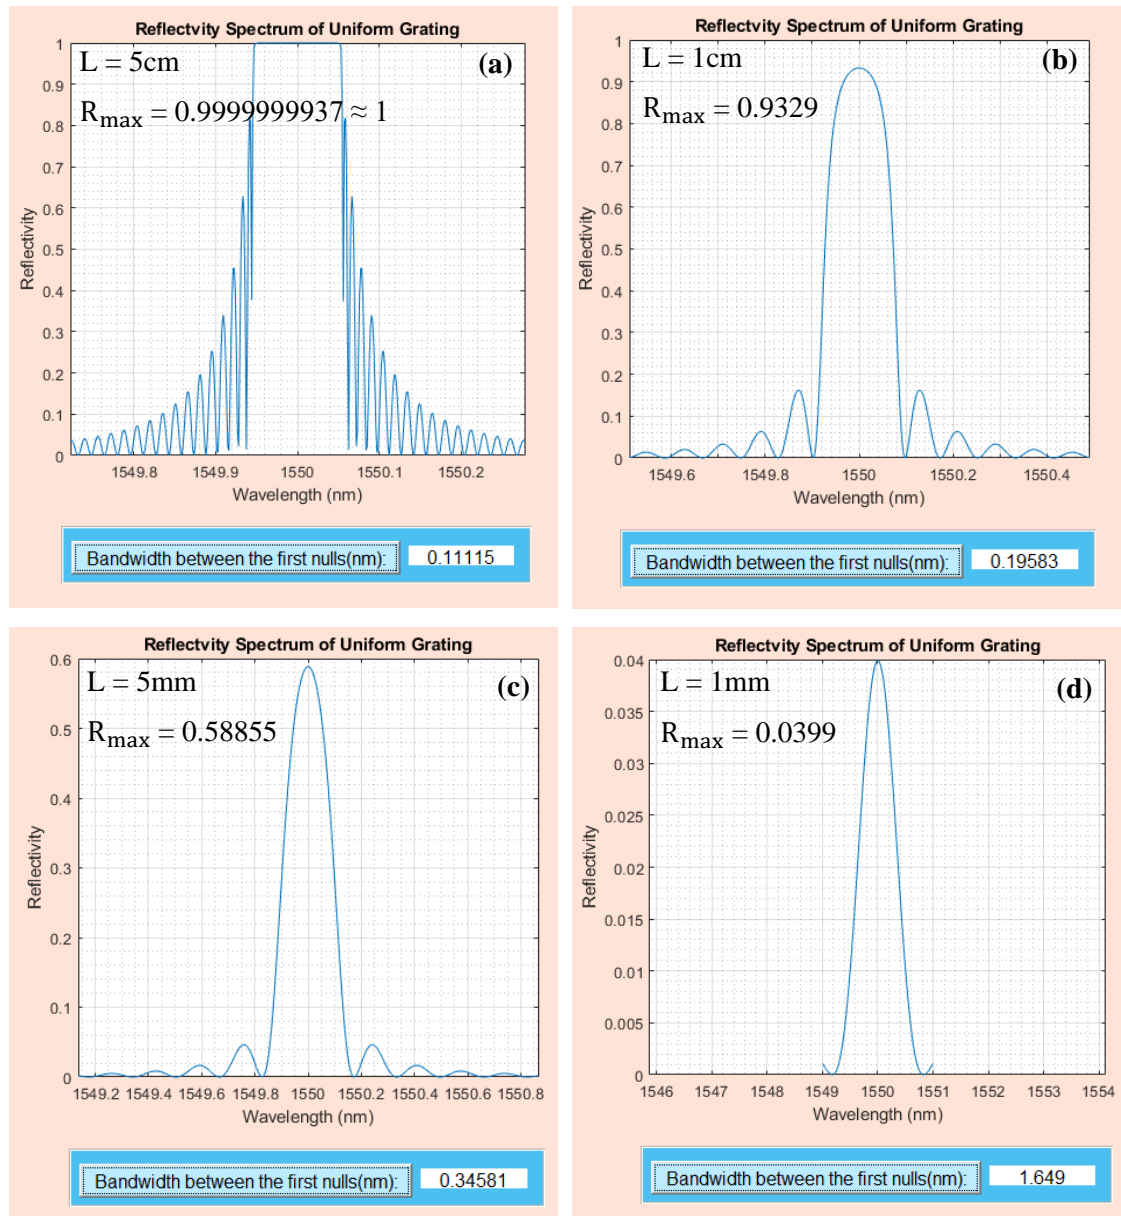 Reflectvity Spectrum of Uniform Grating
L = 5cm
(a)
R_max = 0.9999999937 ≈ 1
Reflectivity
1
0.9
0.8
0.7
0.6
0.5
0.4
0.3
0.2
0.1
0
1549.8 1549.9 1550 1550.1 1550.2
Wavelength (nm)
Bandwidth between the first nulls(nm): 0.11115
Reflectvity Spectrum of Uniform Grating
L = 1cm
(b)
R_max = 0.9329
Reflectivity
1
0.9
0.8
0.7
0.6
0.5
0.4
0.3
0.2
0.1
0
1549.6 1549.8 1550 1550.2 1550.4
Wavelength (nm)
Bandwidth between the first nulls(nm): 0.19583
Reflectvity Spectrum of Uniform Grating
L = 5mm
(c)
R_max = 0.58855
Reflectivity
0.6
0.5
0.4
0.3
0.2
0.1
0
1549.2 1549.4 1549.6 1549.8 1550 1550.2 1550.4 1550.6 1550.8
Wavelength (nm)
Bandwidth between the first nulls(nm): 0.34581
Reflectvity Spectrum of Uniform Grating
L = 1mm
(d)
R_max = 0.0399
Reflectivity
0.04
0.035
0.03
0.025
0.02
0.015
0.01
0.005
0
1546 1547 1548 1549 1550 1551 1552 1553 1554
Wavelength (nm)
Bandwidth between the first nulls(nm): 1.649